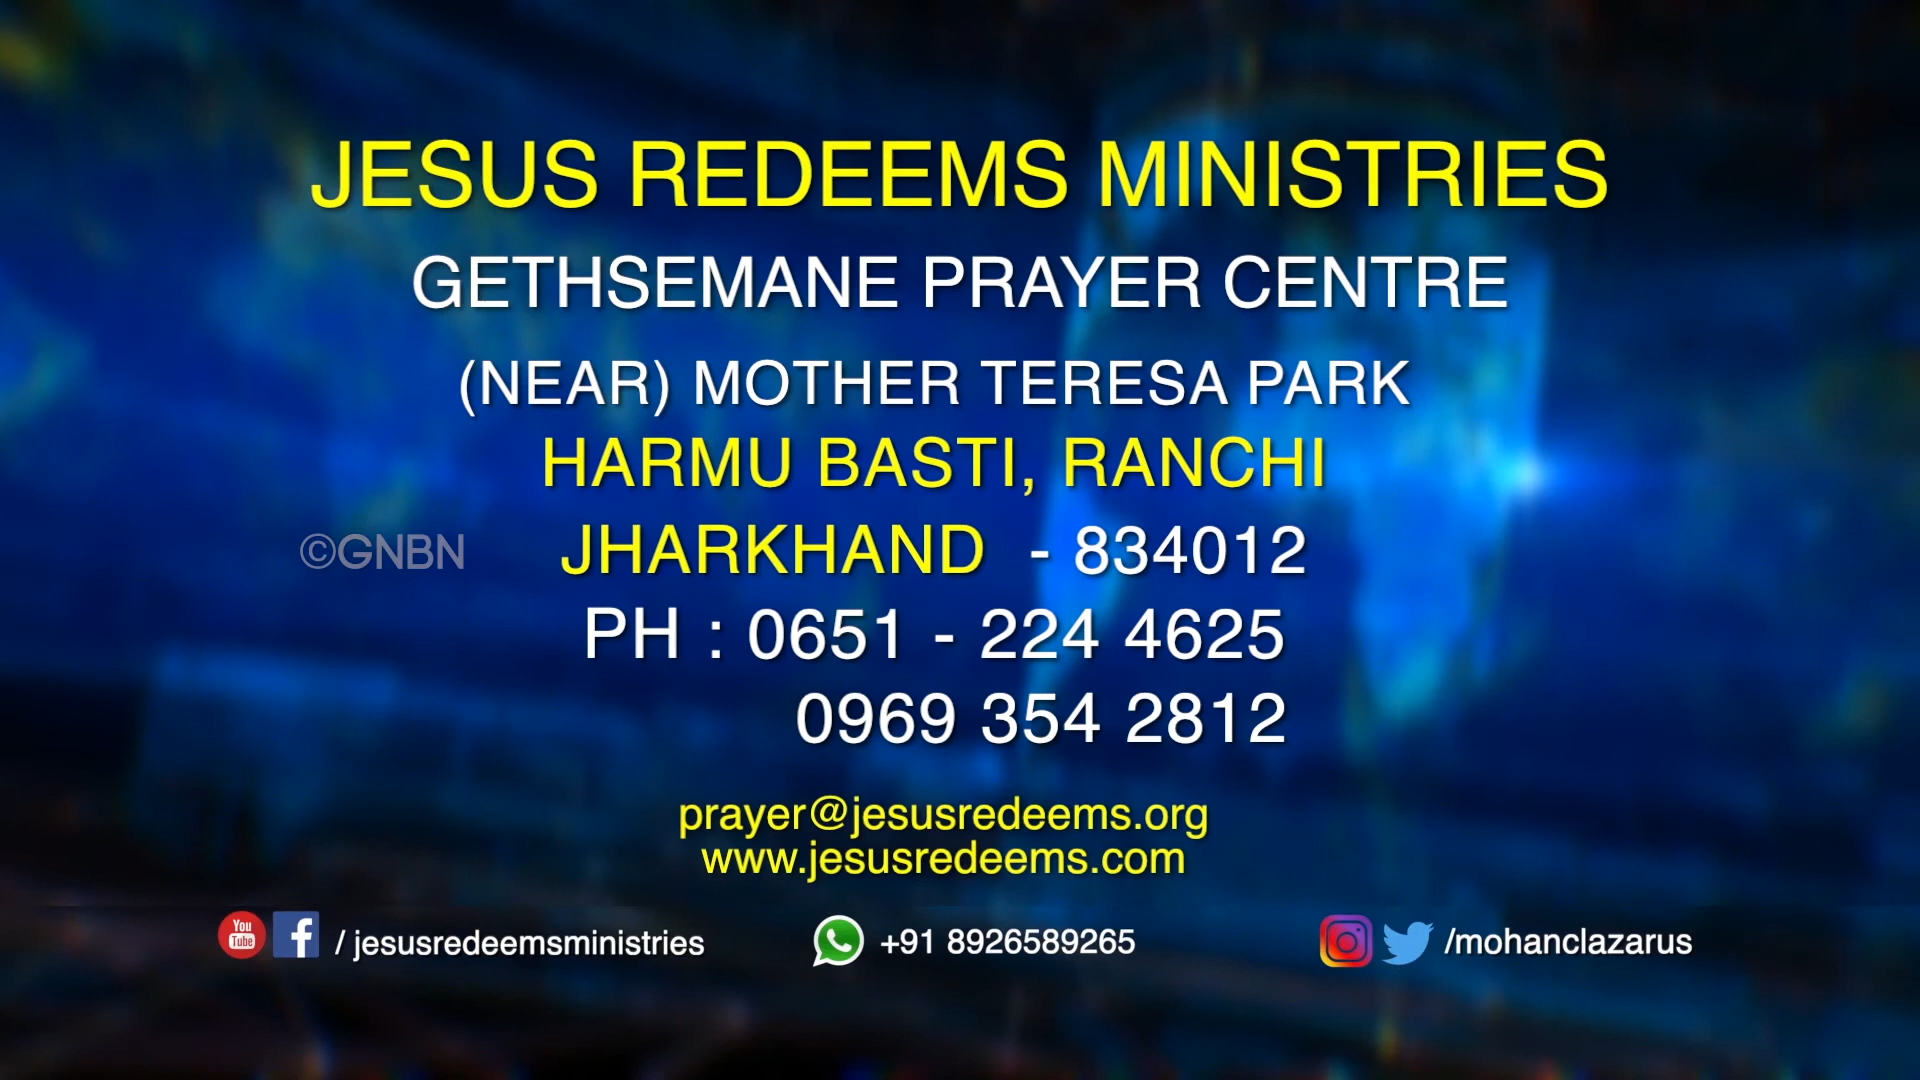 JESUS REDEEMS MINISTRIES
GETHSEMANE PRAYER CENTRE
(NEAR) MOTHER TERESA PARK
HARMU BASTI, RANCHI
©GNBN
JHARKHAND - 834012
PH : 0651 - 224 4625
0969 354 2812
prayer@jesusredeems.org
www.jesusredeems.com
You Tube f / jesusredeemsministries
+91 8926589265
/mohanclazarus